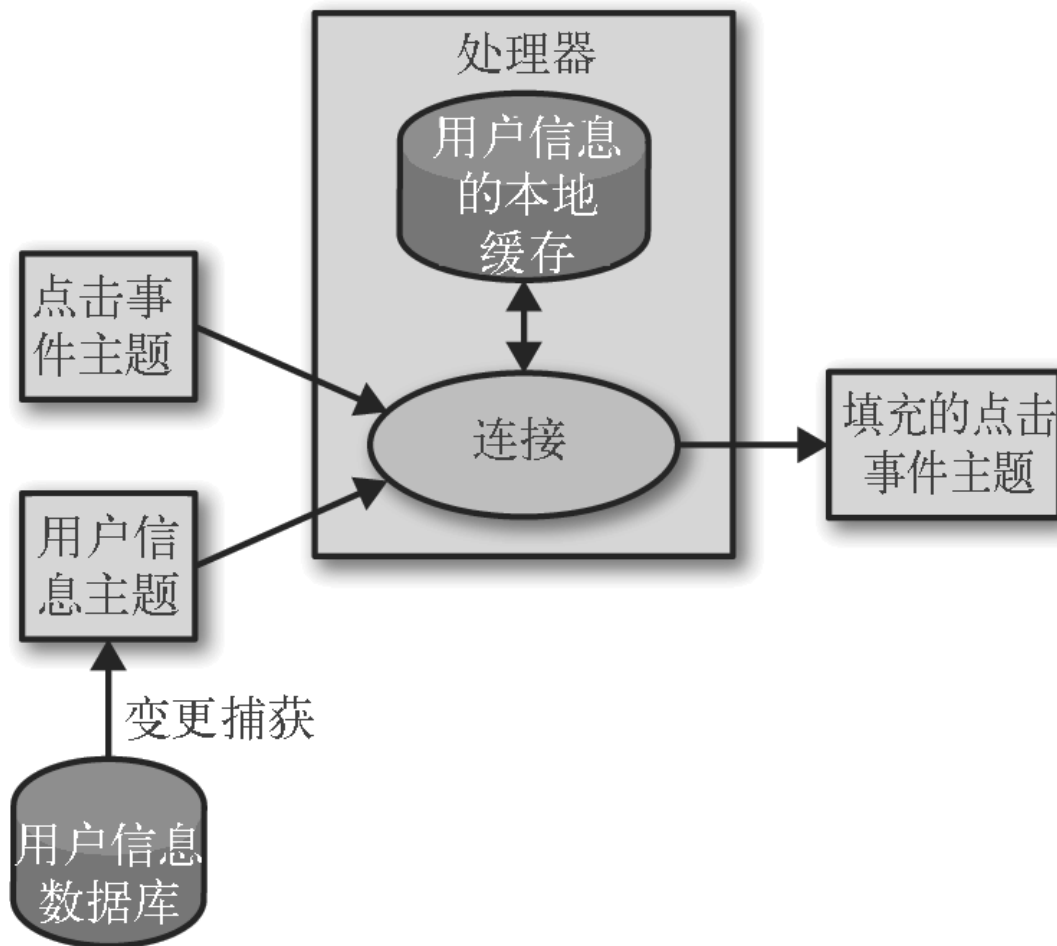 处理器
用户信息
的本地
缓存
点击事
件主题
连接
填充的点击
事件主题
用户信
息主题
变更捕获
用户信息
数据库